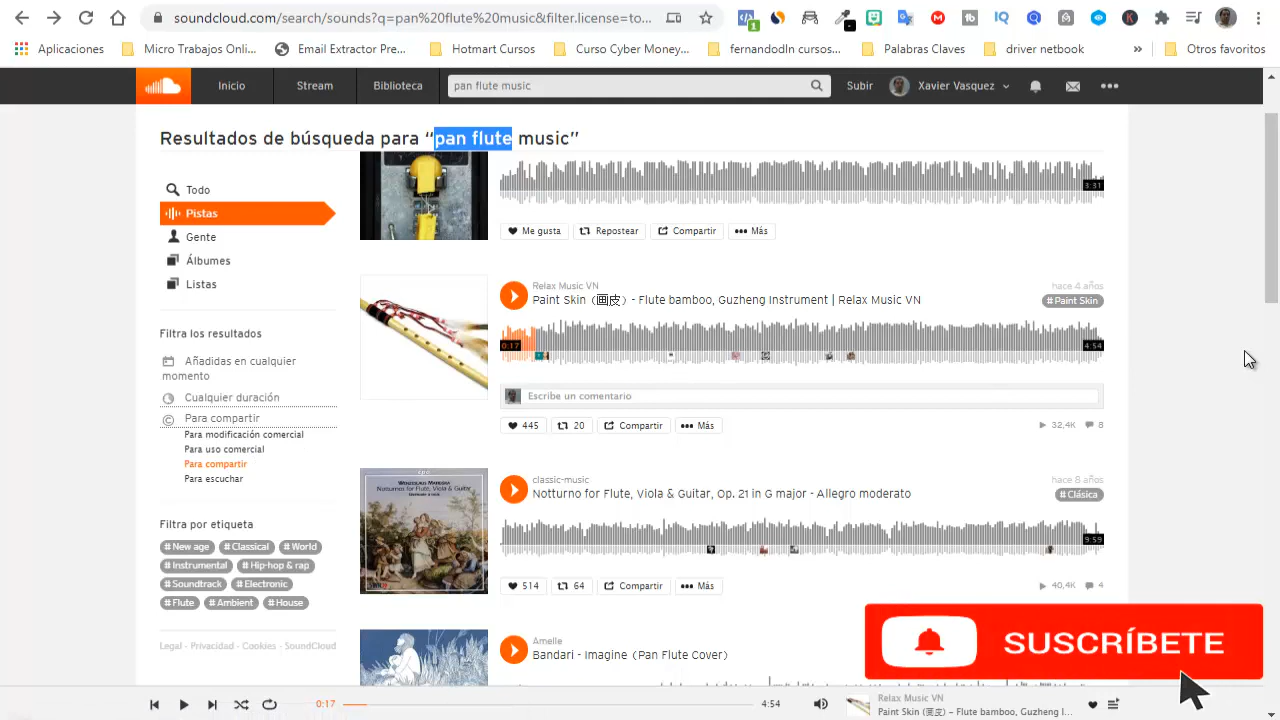 soundcloud.com/search/sounds?q=pan%20flute%20music&filter.license=to...
Aplicaciones
Micro Trabajos Onli...
Email Extractor Pre...
Hotmart Cursos
Curso Cyber Money...
fernandodIn cursos...
Palabras Claves
driver netbook
»
Otros favoritos
Inicio
Stream
Biblioteca
pan flute music
Subir
Xavier Vasquez
Resultados de búsqueda para “pan flute music”
Todo
Pistas
Gente
Álbumes
Listas
Filtra los resultados
Añadidas en cualquier
momento
Cualquier duración
Para compartir
Para modificación comercial
Para uso comercial
Para compartir
Para escuchar
Filtra por etiqueta
# New age
# Classical
# World
# Instrumental
# Hip-hop & rap
# Soundtrack
# Electronic
# Flute
# Ambient
# House
Legal - Privacidad - Cookies - SoundCloud
3:31
Me gusta
Repostear
Compartir
Más
Relax Music VN
hace 4 años
Paint Skin (画皮) - Flute bamboo, Guzheng Instrument | Relax Music VN
# Paint Skin
0:17
4:54
Escribe un comentario
445
20
Compartir
Más
32,4K
8
classic-music
hace 8 años
Notturno for Flute, Viola & Guitar, Op. 21 in G major - Allegro moderato
# Clásica
9:59
514
64
Compartir
Más
40,4K
4
Amelle
Bandari - Imagine (Pan Flute Cover)
SUSCRÍBETE
0:17
4:54
Relax Music VN
Paint Skin (画皮) - Flute bamboo, Guzheng I...